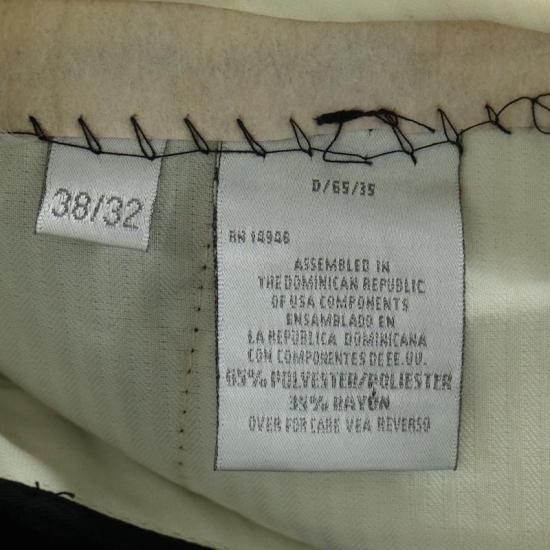 38/32
D/65/35
RN 14946
ASSEMBLED IN
THE DOMINICAN REPUBLIC
OF USA COMPONENTS
ENSAMBLADO EN
LA REPUBLICA DOMINICANA
CON COMPONENTES DE EE.UU.
65% POLYESTER/POLIESTER
35% RAYON
OVER FOR CARE VEA REVERSO